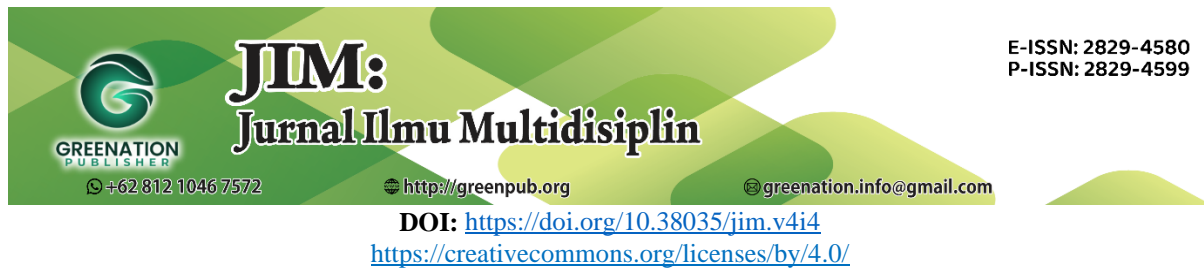 E-ISSN: 2829-4580
P-ISSN: 2829-4599
JIM:
Jurnal Ilmu Multidisiplin
GREENATION
PUBLISHER
+62 812 1046 7572
http://greenpub.org
greenation.info@gmail.com
DOI: https://doi.org/10.38035/jim.v4i4
https://creativecommons.org/licenses/by/4.0/